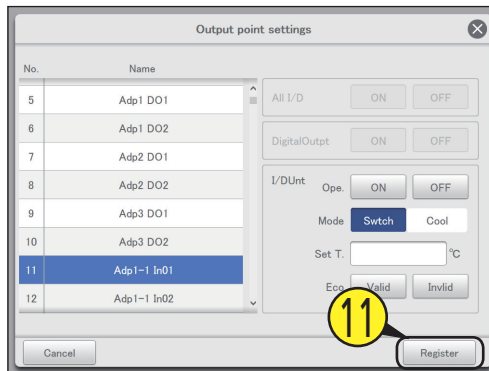 Output point settings
No. Name
5 Adp1 DO1
6 Adp1 DO2
7 Adp2 DO1
8 Adp2 DO2
9 Adp3 DO1
10 Adp3 DO2
11 Adp1-1 In01
12 Adp1-1 In02
All I/D ON OFF
DigitalOutpt ON OFF
I/DUnt Ope. ON OFF
Mode Swtch Cool
Set T. °C
Eco Valid Invlid
11
Cancel Register